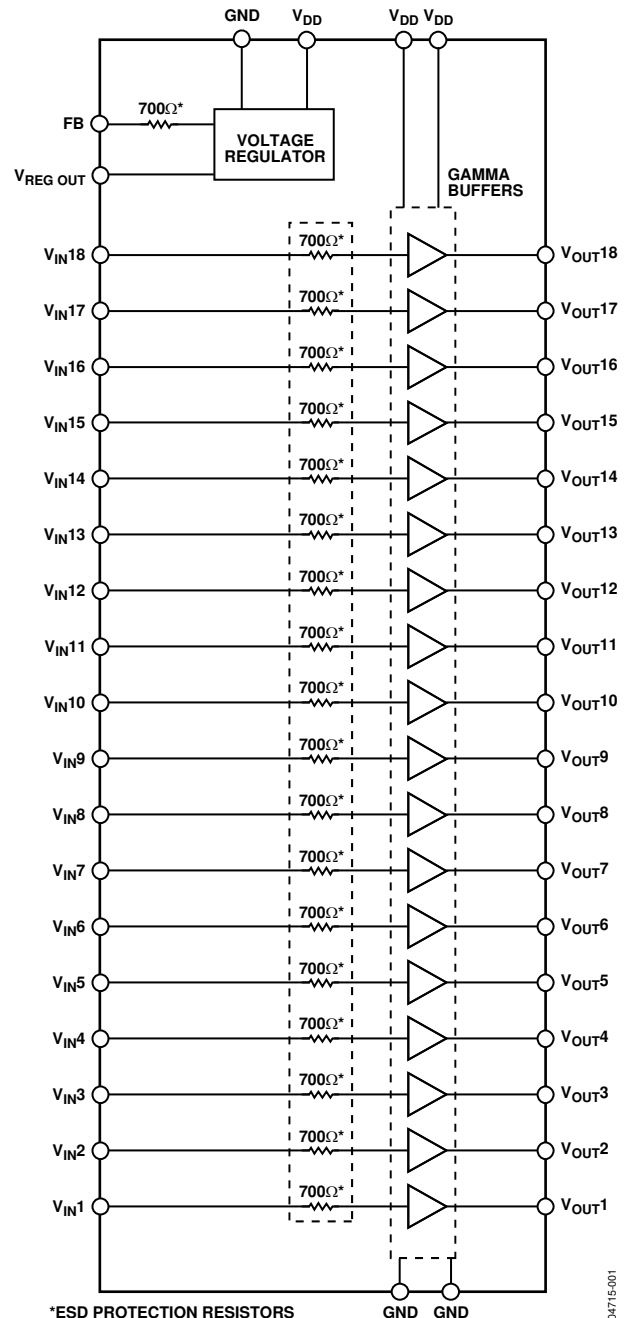 GND VDD VDD VDD
FB
700Ω*
VOLTAGE
REGULATOR
VREG OUT
GAMMA
BUFFERS
VIN18 700Ω* VOUT18
VIN17 700Ω* VOUT17
VIN16 700Ω* VOUT16
VIN15 700Ω* VOUT15
VIN14 700Ω* VOUT14
VIN13 700Ω* VOUT13
VIN12 700Ω* VOUT12
VIN11 700Ω* VOUT11
VIN10 700Ω* VOUT10
VIN9 700Ω* VOUT9
VIN8 700Ω* VOUT8
VIN7 700Ω* VOUT7
VIN6 700Ω* VOUT6
VIN5 700Ω* VOUT5
VIN4 700Ω* VOUT4
VIN3 700Ω* VOUT3
VIN2 700Ω* VOUT2
VIN1 700Ω* VOUT1
*ESD PROTECTION RESISTORS GND GND
04715-001